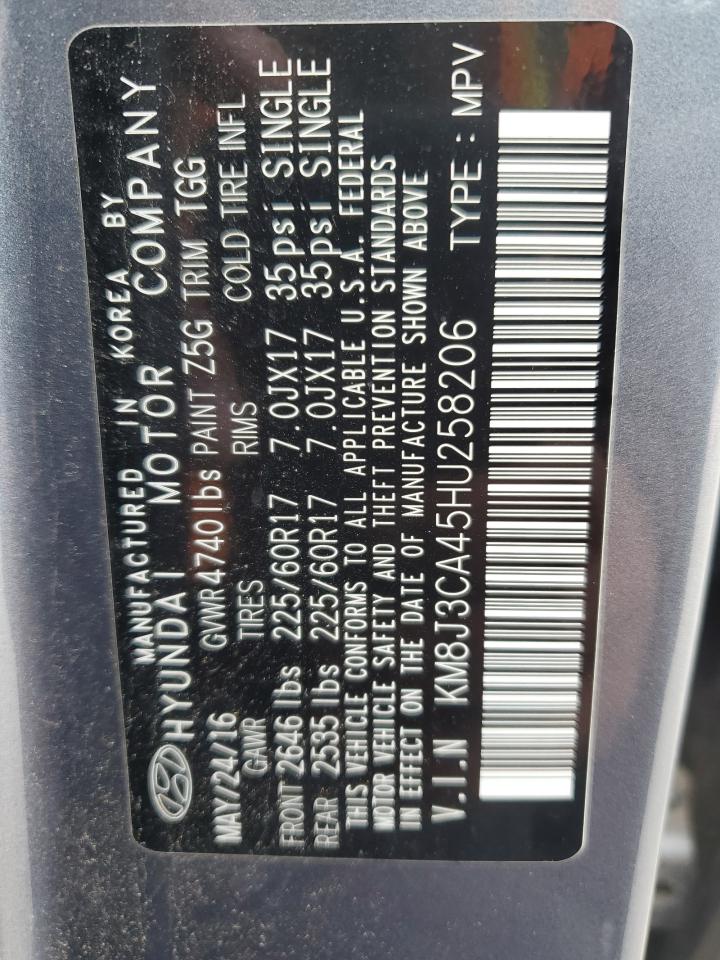 MANUFACTURED IN KOREA BY
HYUNDAI MOTOR COMPANY
MAY/24/16 GVWR4740lbs PAINT Z5G TRIM TGG
GAWR TIRES RIMS COLD TIRE INFL
FRONT 2646 lbs 225/60R17 7.0JX17 35psi SINGLE
REAR 2535 lbs 225/60R17 7.0JX17 35psi SINGLE
THIS VEHICLE CONFORMS TO ALL APPLICABLE U.S.A. FEDERAL
MOTOR VEHICLE SAFETY AND THEFT PREVENTION STANDARDS
IN EFFECT ON THE DATE OF MANUFACTURE SHOWN ABOVE
V.I.N KM8J3CA45HU258206 TYPE : MPV